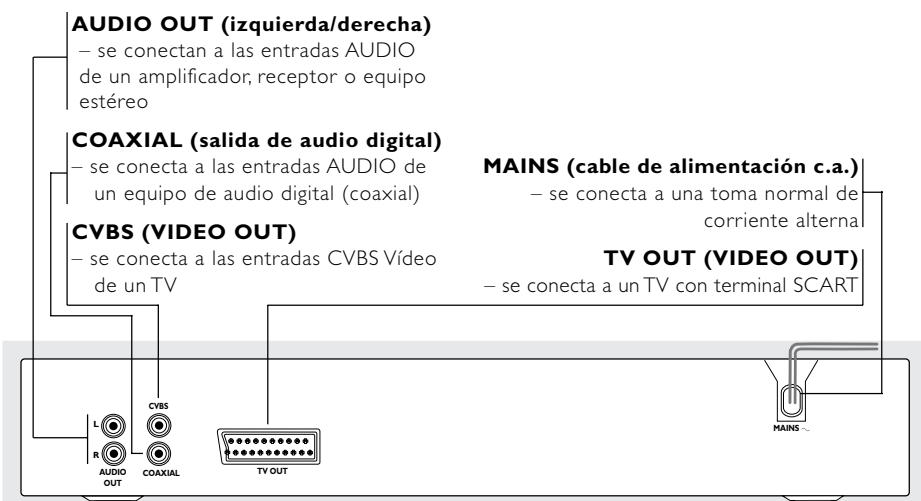 AUDIO OUT (izquierda/derecha)
– se conectan a las entradas AUDIO
de un amplificador, receptor o equipo
estéreo
COAXIAL (salida de audio digital)
– se conecta a las entradas AUDIO de
un equipo de audio digital (coaxial)
CVBS (VIDEO OUT)
– se conecta a las entradas CVBS Vídeo
de un TV
MAINS (cable de alimentación c.a.)
– se conecta a una toma normal de
corriente alterna
TV OUT (VIDEO OUT)
– se conecta a un TV con terminal SCART
CVBS
L
R
AUDIO
OUT
COAXIAL
TV OUT
MAINS ~